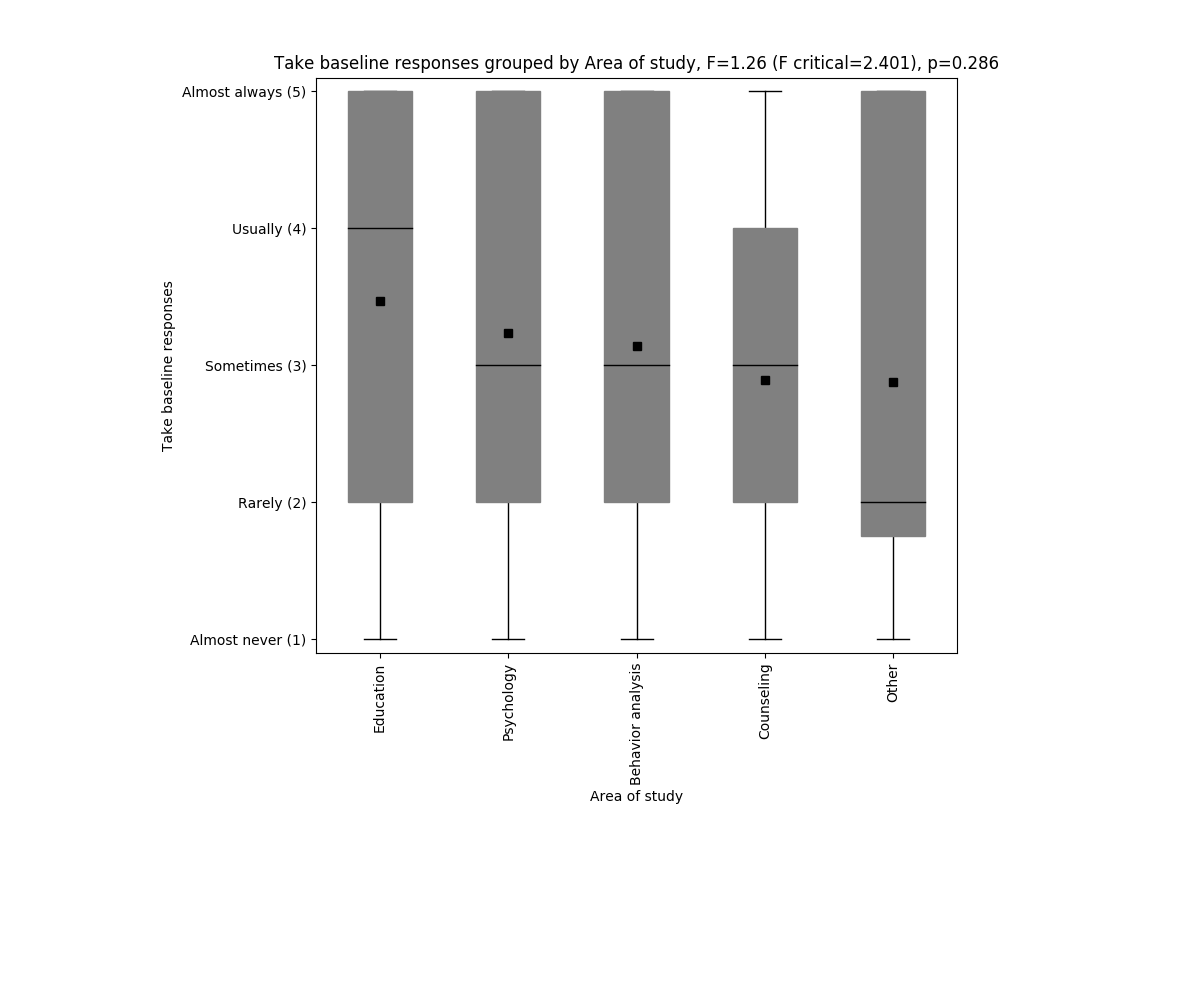 Take baseline responses grouped by Area of study, F=1.26 (F critical=2.401), p=0.286
Almost always (5)
Usually (4)
Sometimes (3)
Rarely (2)
Almost never (1)
Take baseline responses
Education
Psychology
Behavior analysis
Counseling
Other
Area of study